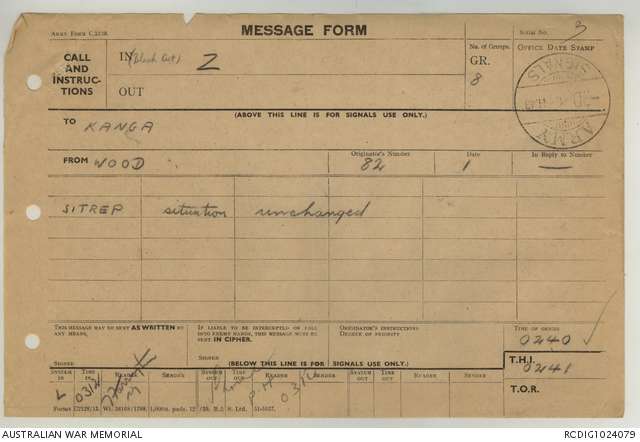 ARMY FORM C.2128.
MESSAGE FORM
SERIAL NO. 3
CALL AND INSTRUC-TIONS
IN (Black Out) Z
OUT
No. of Groups.
GR.
8
OFFICE DATE STAMP
SIGNALS
ARMY
(ABOVE THIS LINE IS FOR SIGNALS USE ONLY.)
TO KANGA
FROM WOOD
Originator's Number
82
Date
1
In Reply to Number
—
SITREP situation unchanged
THIS MESSAGE MAY BE SENT AS WRITTEN BY ANY MEANS.
IF LIABLE TO BE INTERCEPTED OR FALL INTO ENEMY HANDS, THIS MESSAGE MUST BE SENT IN CIPHER.
ORIGINATOR'S INSTRUCTIONS
DEGREE OF PRIORITY
TIME OF ORIGIN
0240
SIGNED
SIGNED
(BELOW THIS LINE IS FOR SIGNALS USE ONLY.)
T.H.I.
0241
T.O.R.
SYSTEM IN TIME IN READER SENDER SYSTEM OUT TIME OUT READER SENDER SYSTEM OUT TIME OUT READER SENDER
L
AUSTRALIAN WAR MEMORIAL
RCDIG1024079